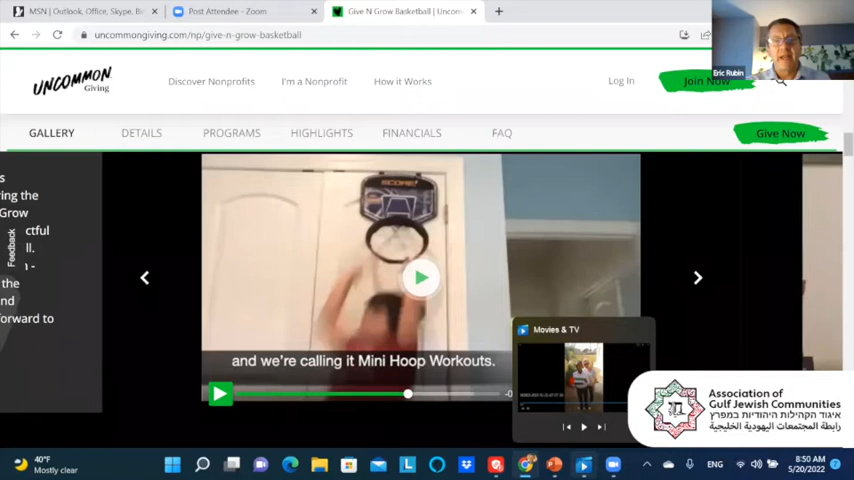 MSN | Outlook, Office, Skype, Bi
Post Attendee - Zoom
Give N Grow Basketball | Uncom
uncommongiving.com/np/give-n-grow-basketball
Eric Rubin
UNCOMMON
Giving
Discover Nonprofits
I'm a Nonprofit
How it Works
Log In
Join Now
GALLERY
DETAILS
PROGRAMS
HIGHLIGHTS
FINANCIALS
FAQ
Give Now
s
ing the
Grow
ctful
ll.
n -
the
nd
forward to
Feedback
SCORE!
and we're calling it Mini Hoop Workouts.
-0
Movies & TV
Association of
Gulf Jewish Communities
איגוד הקהילות היהודיות במפרץ
رابطة المجتمعات اليهودية الخليجية
40°F
Mostly clear
ENG
8:50 AM
5/20/2022